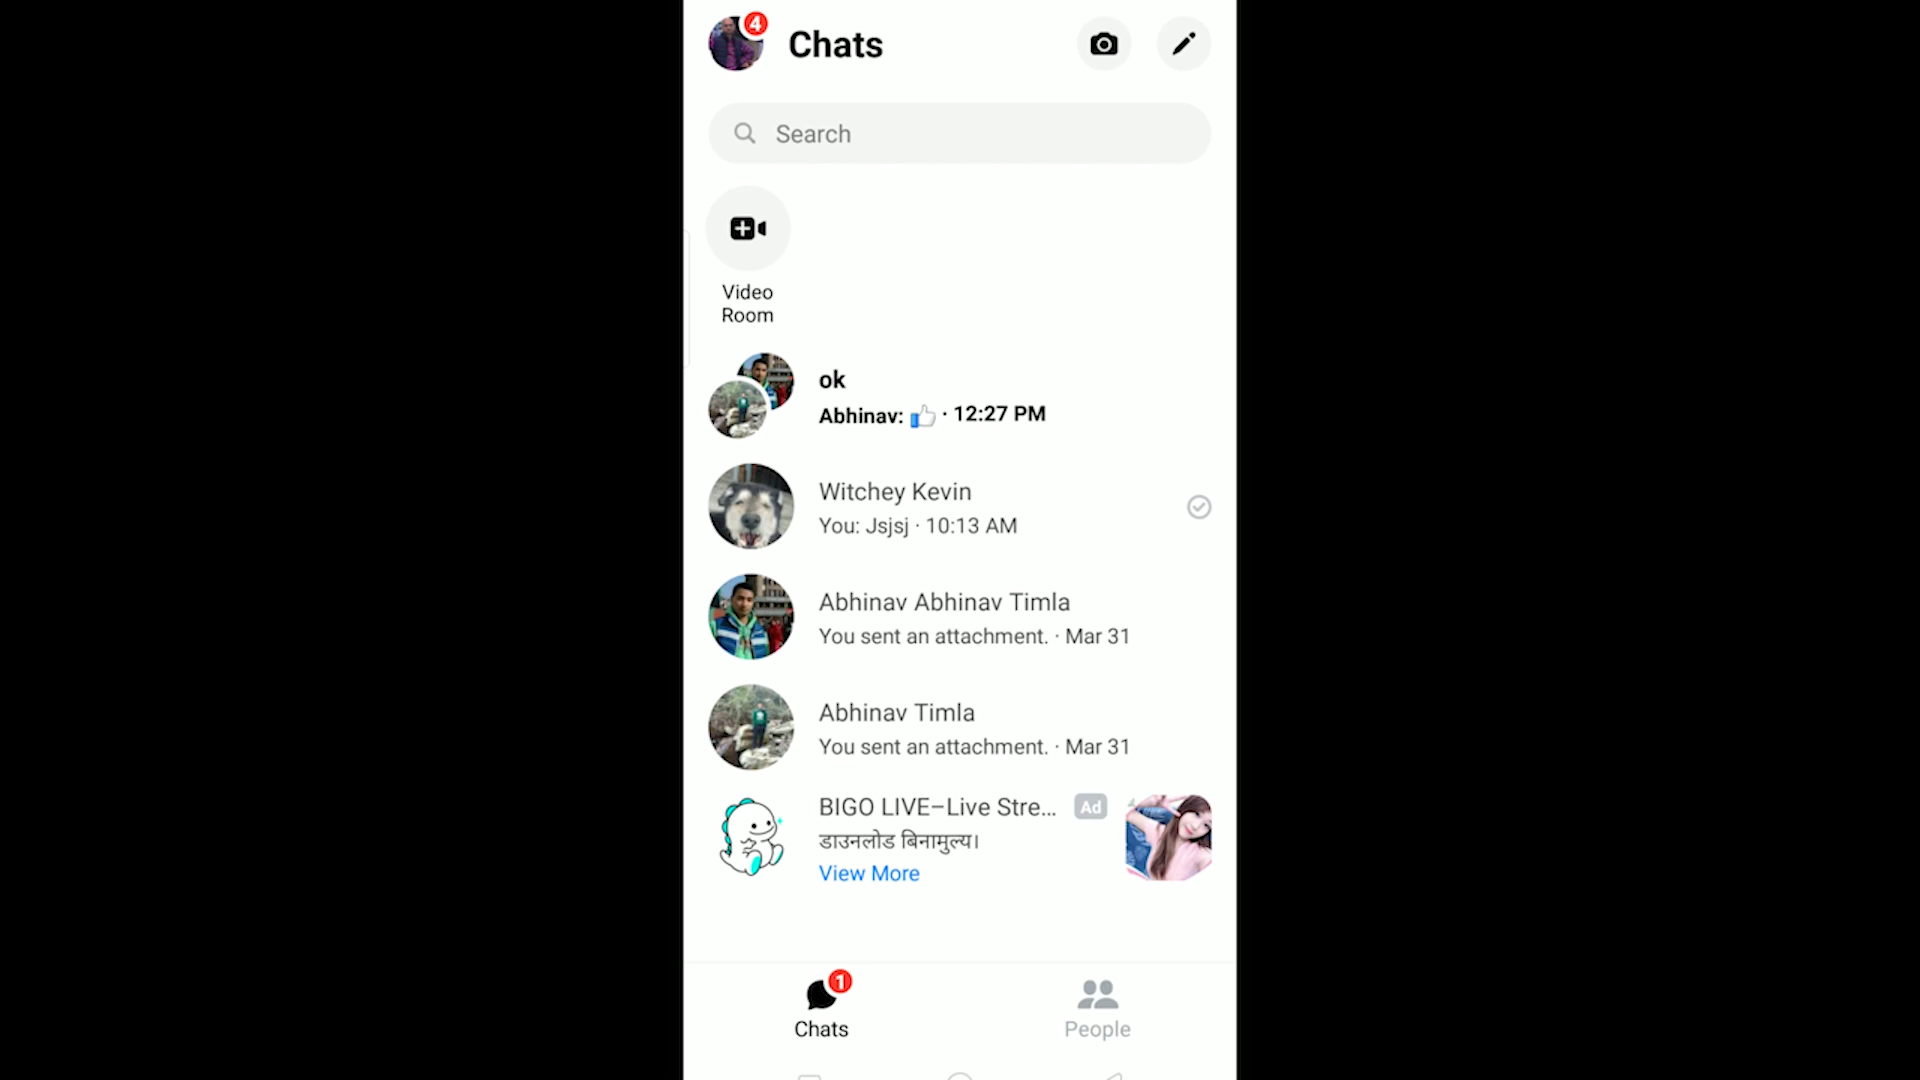 4
Chats
Search
Video
Room
ok
Abhinav: 👍 · 12:27 PM
Witchey Kevin
You: Jsjsj · 10:13 AM
Abhinav Abhinav Timla
You sent an attachment. · Mar 31
Abhinav Timla
You sent an attachment. · Mar 31
BIGO LIVE–Live Stre... Ad
डाउनलोड बिनामुल्य।
View More
1
Chats
People